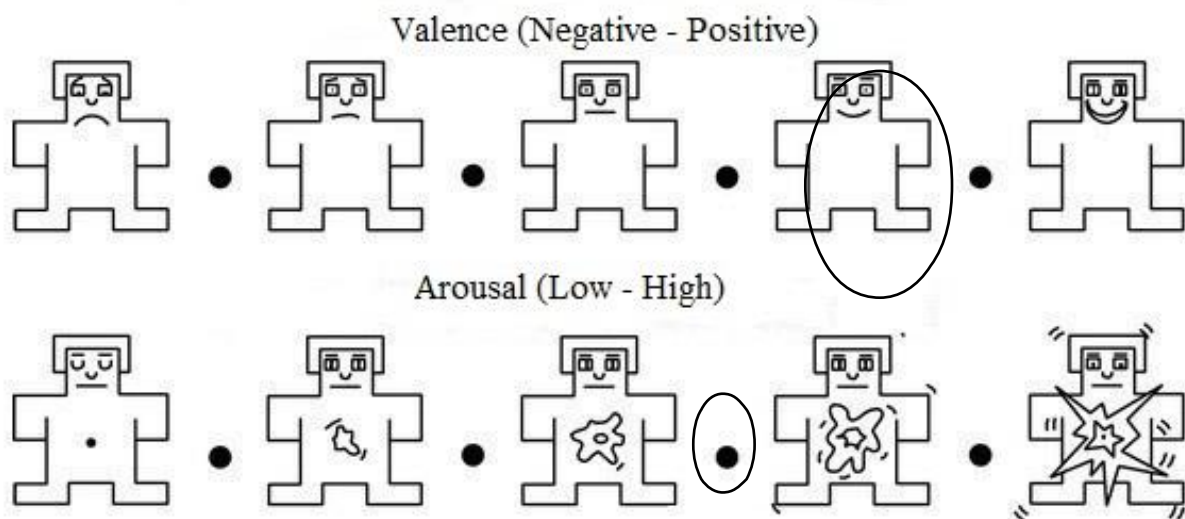 Valence (Negative - Positive)
Arousal (Low - High)